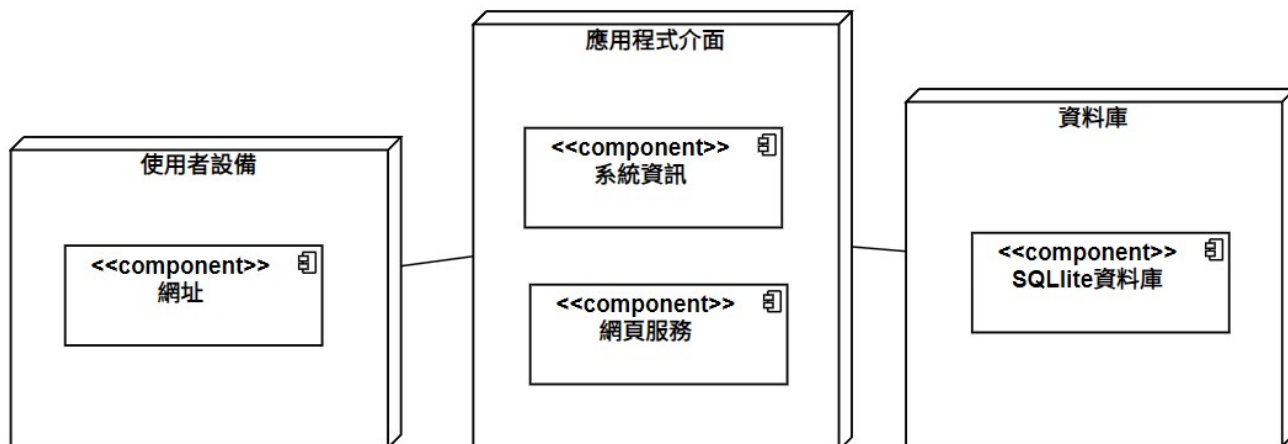 使用者設備
<<component>>
網址
應用程式介面
<<component>>
系統資訊
<<component>>
網頁服務
資料庫
<<component>>
SQLlite資料庫